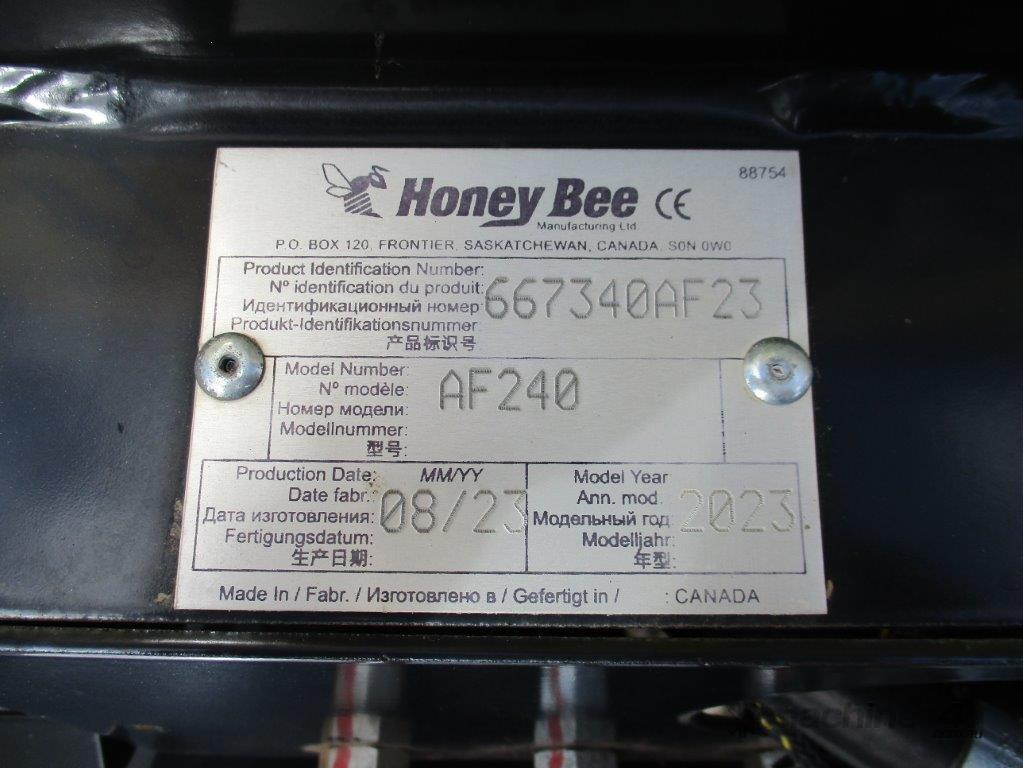 88754
Honey Bee CE
Manufacturing Ltd.
P.O. BOX 120, FRONTIER, SASKATCHEWAN, CANADA, S0N 0W0
Product Identification Number:
Nº identification du produit:
Идентификационный номер:
Produkt-Identifikationsnummer:
产品标识号
667340AF23
Model Number:
Nº modèle:
Номер модели:
Modellnummer:
型号:
AF240
Production Date: MM/YY
Date fabr.:
Дата изготовления:
Fertigungsdatum:
生产日期:
08/23
Model Year
Ann. mod.
Модельный год
Modelljahr:
年型:
2023
Made In / Fabr. / Изготовлено в / Gefertigt in / : CANADA